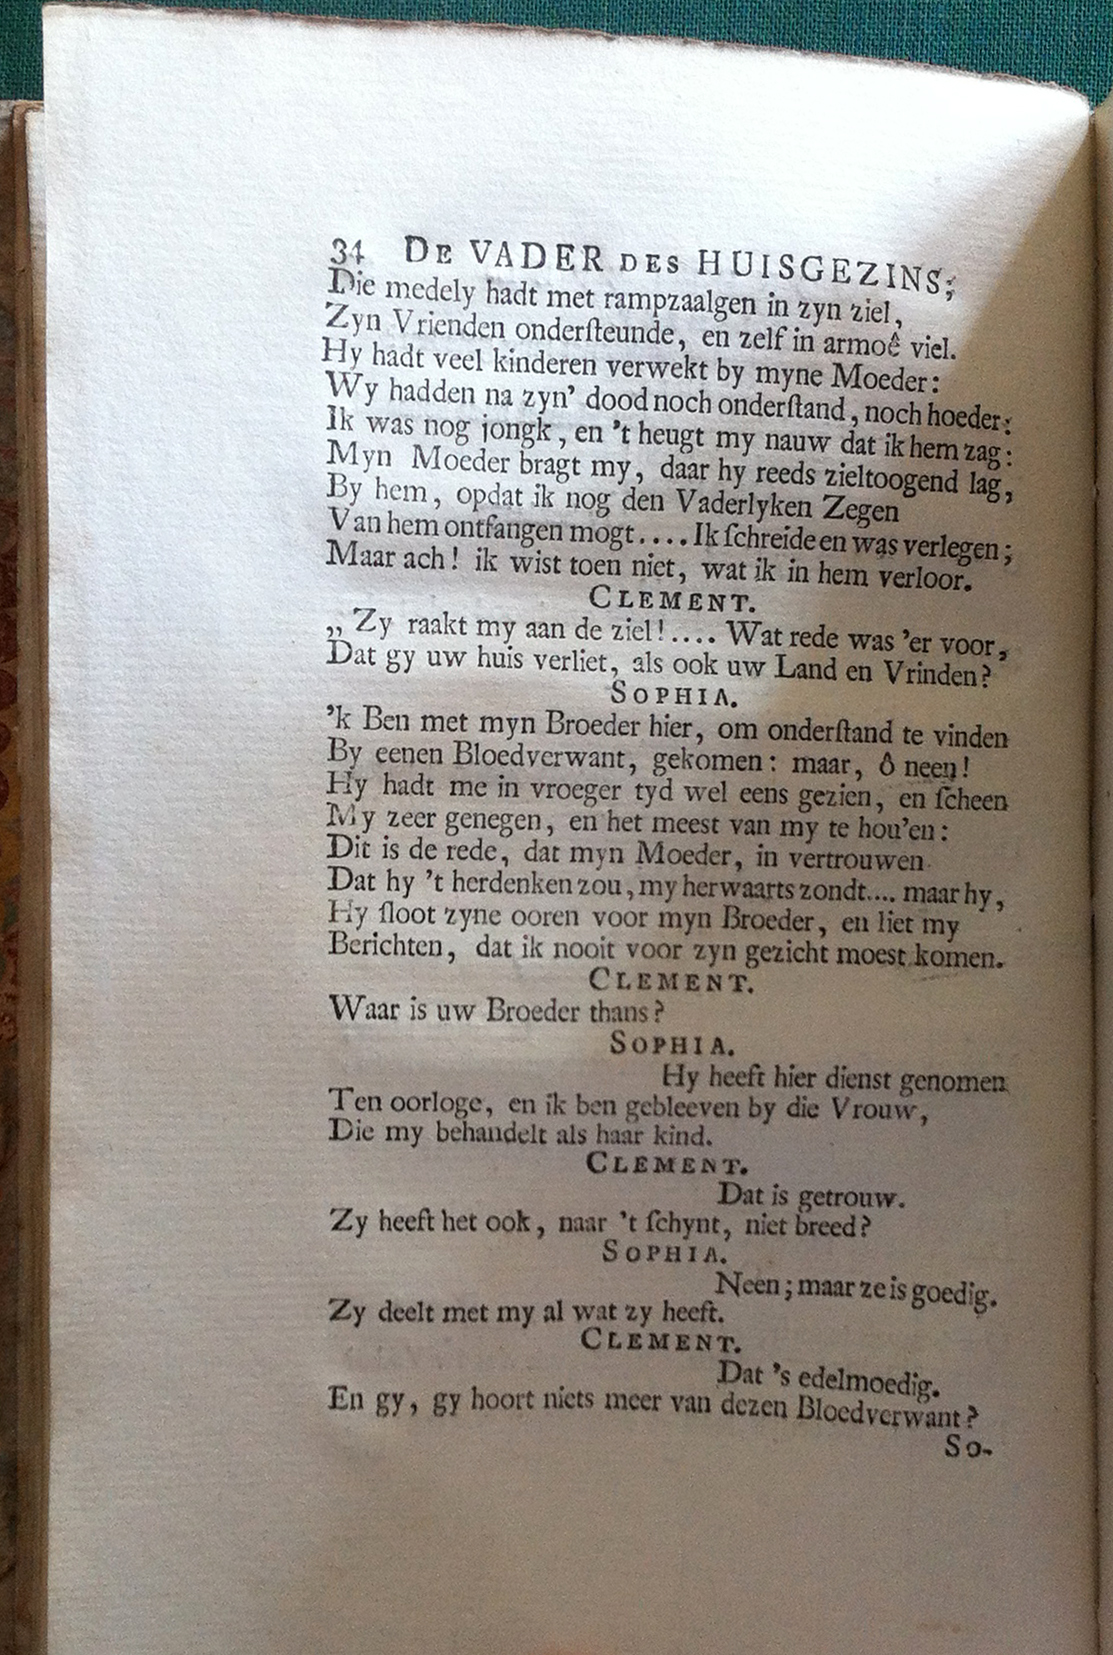 34 DE VADER DES HUISGEZINS;
Die medely hadt met rampzaalgen in zyn ziel,
Zyn Vrienden onderſteunde, en zelf in armoê viel.
Hy hadt veel kinderen verwekt by myne Moeder:
Wy hadden na zyn' dood noch onderſtand, noch hoeder:
Ik was nog jongk, en 't heugt my nauw dat ik hem zag:
Myn Moeder bragt my, daar hy reeds zieltoogend lag,
By hem, opdat ik nog den Vaderlyken Zegen
Van hem ontfangen mogt.... Ik ſchreide en was verlegen;
Maar ach! ik wist toen niet, wat ik in hem verloor.
CLEMENT.
„ Zy raakt my aan de ziel!.... Wat rede was 'er voor,
Dat gy uw huis verliet, als ook uw Land en Vrinden?
SOPHIA.
'k Ben met myn Broeder hier, om onderſtand te vinden
By eenen Bloedverwant, gekomen: maar, ô neen!
Hy hadt me in vroeger tyd wel eens gezien, en ſcheen
My zeer genegen, en het meest van my te hou'en:
Dit is de rede, dat myn Moeder, in vertrouwen
Dat hy 't herdenken zou, my herwaarts zondt.... maar hy,
Hy ſloot zyne ooren voor myn Broeder, en liet my
Berichten, dat ik nooit voor zyn gezicht moest komen.
CLEMENT.
Waar is uw Broeder thans?
SOPHIA.
Hy heeft hier dienst genomen
Ten oorloge, en ik ben gebleeven by die Vrouw,
Die my behandelt als haar kind.
CLEMENT.
Dat is getrouw.
Zy heeft het ook, naar 't ſchynt, niet breed?
SOPHIA.
Neen; maar ze is goedig.
Zy deelt met my al wat zy heeft.
CLEMENT.
Dat 's edelmoedig.
En gy, gy hoort niets meer van dezen Bloedverwant?
SO-